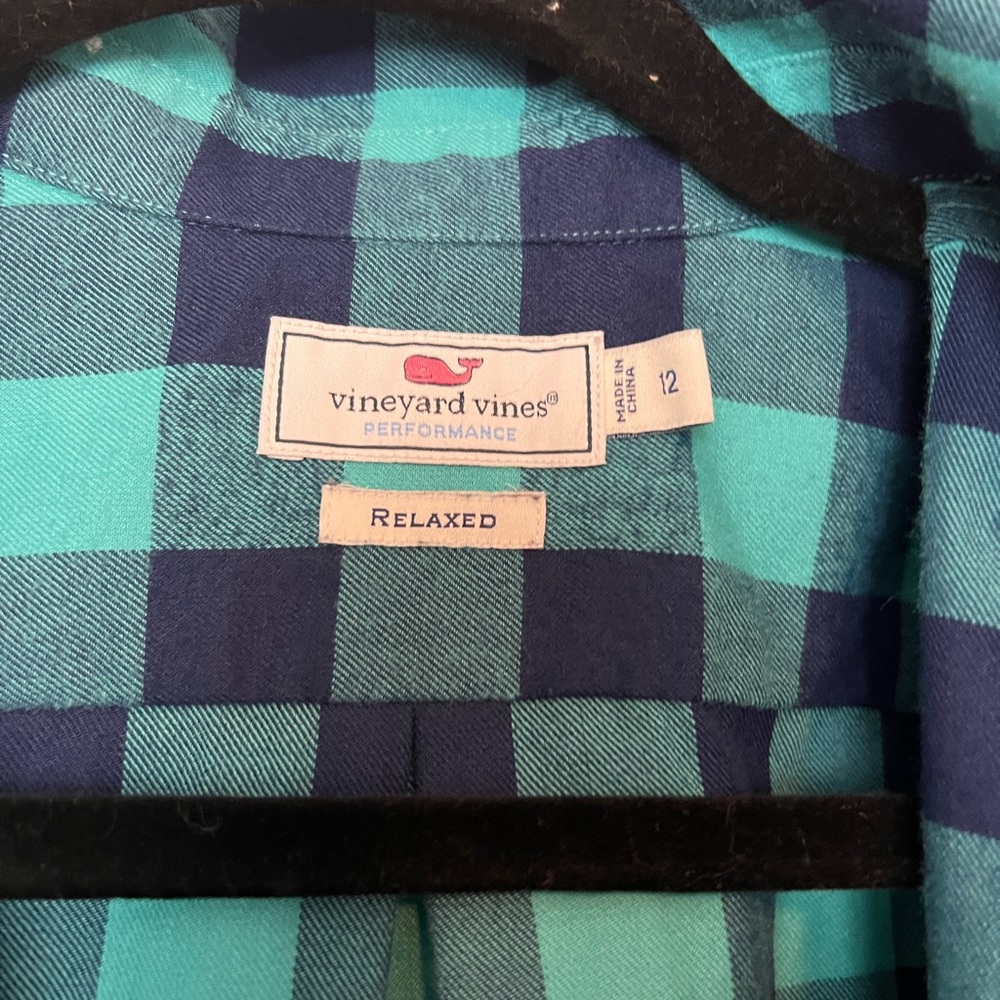 vineyard vines®
PERFORMANCE
MADE IN
CHINA
12
RELAXED